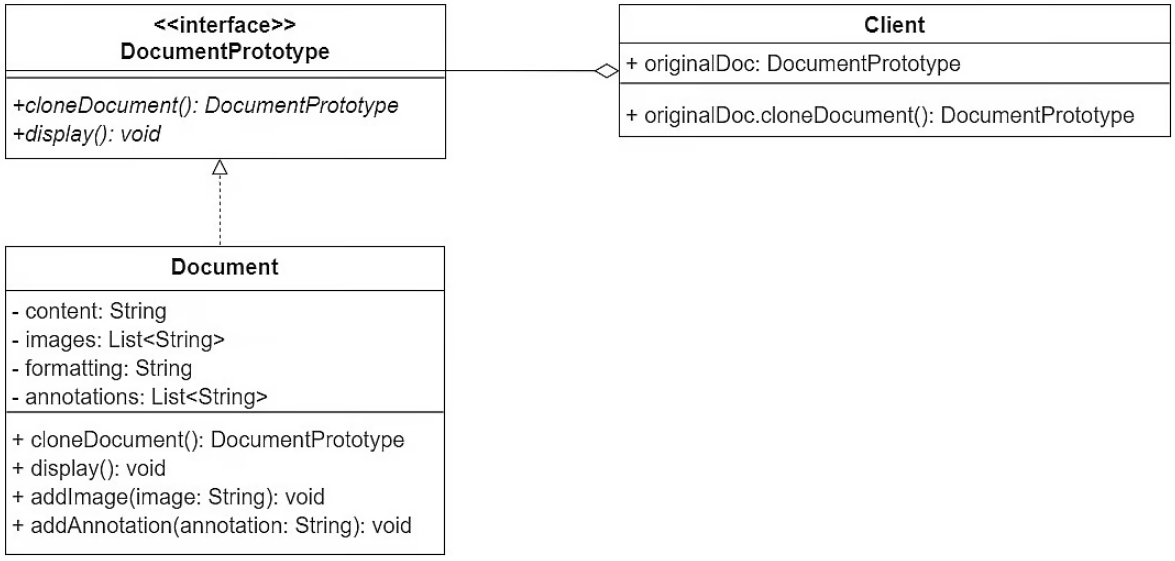 <<interface>>
DocumentPrototype
+cloneDocument(): DocumentPrototype
+display(): void
Client
+ originalDoc: DocumentPrototype
+ originalDoc.cloneDocument(): DocumentPrototype
Document
- content: String
- images: List<String>
- formatting: String
- annotations: List<String>
+ cloneDocument(): DocumentPrototype
+ display(): void
+ addImage(image: String): void
+ addAnnotation(annotation: String): void